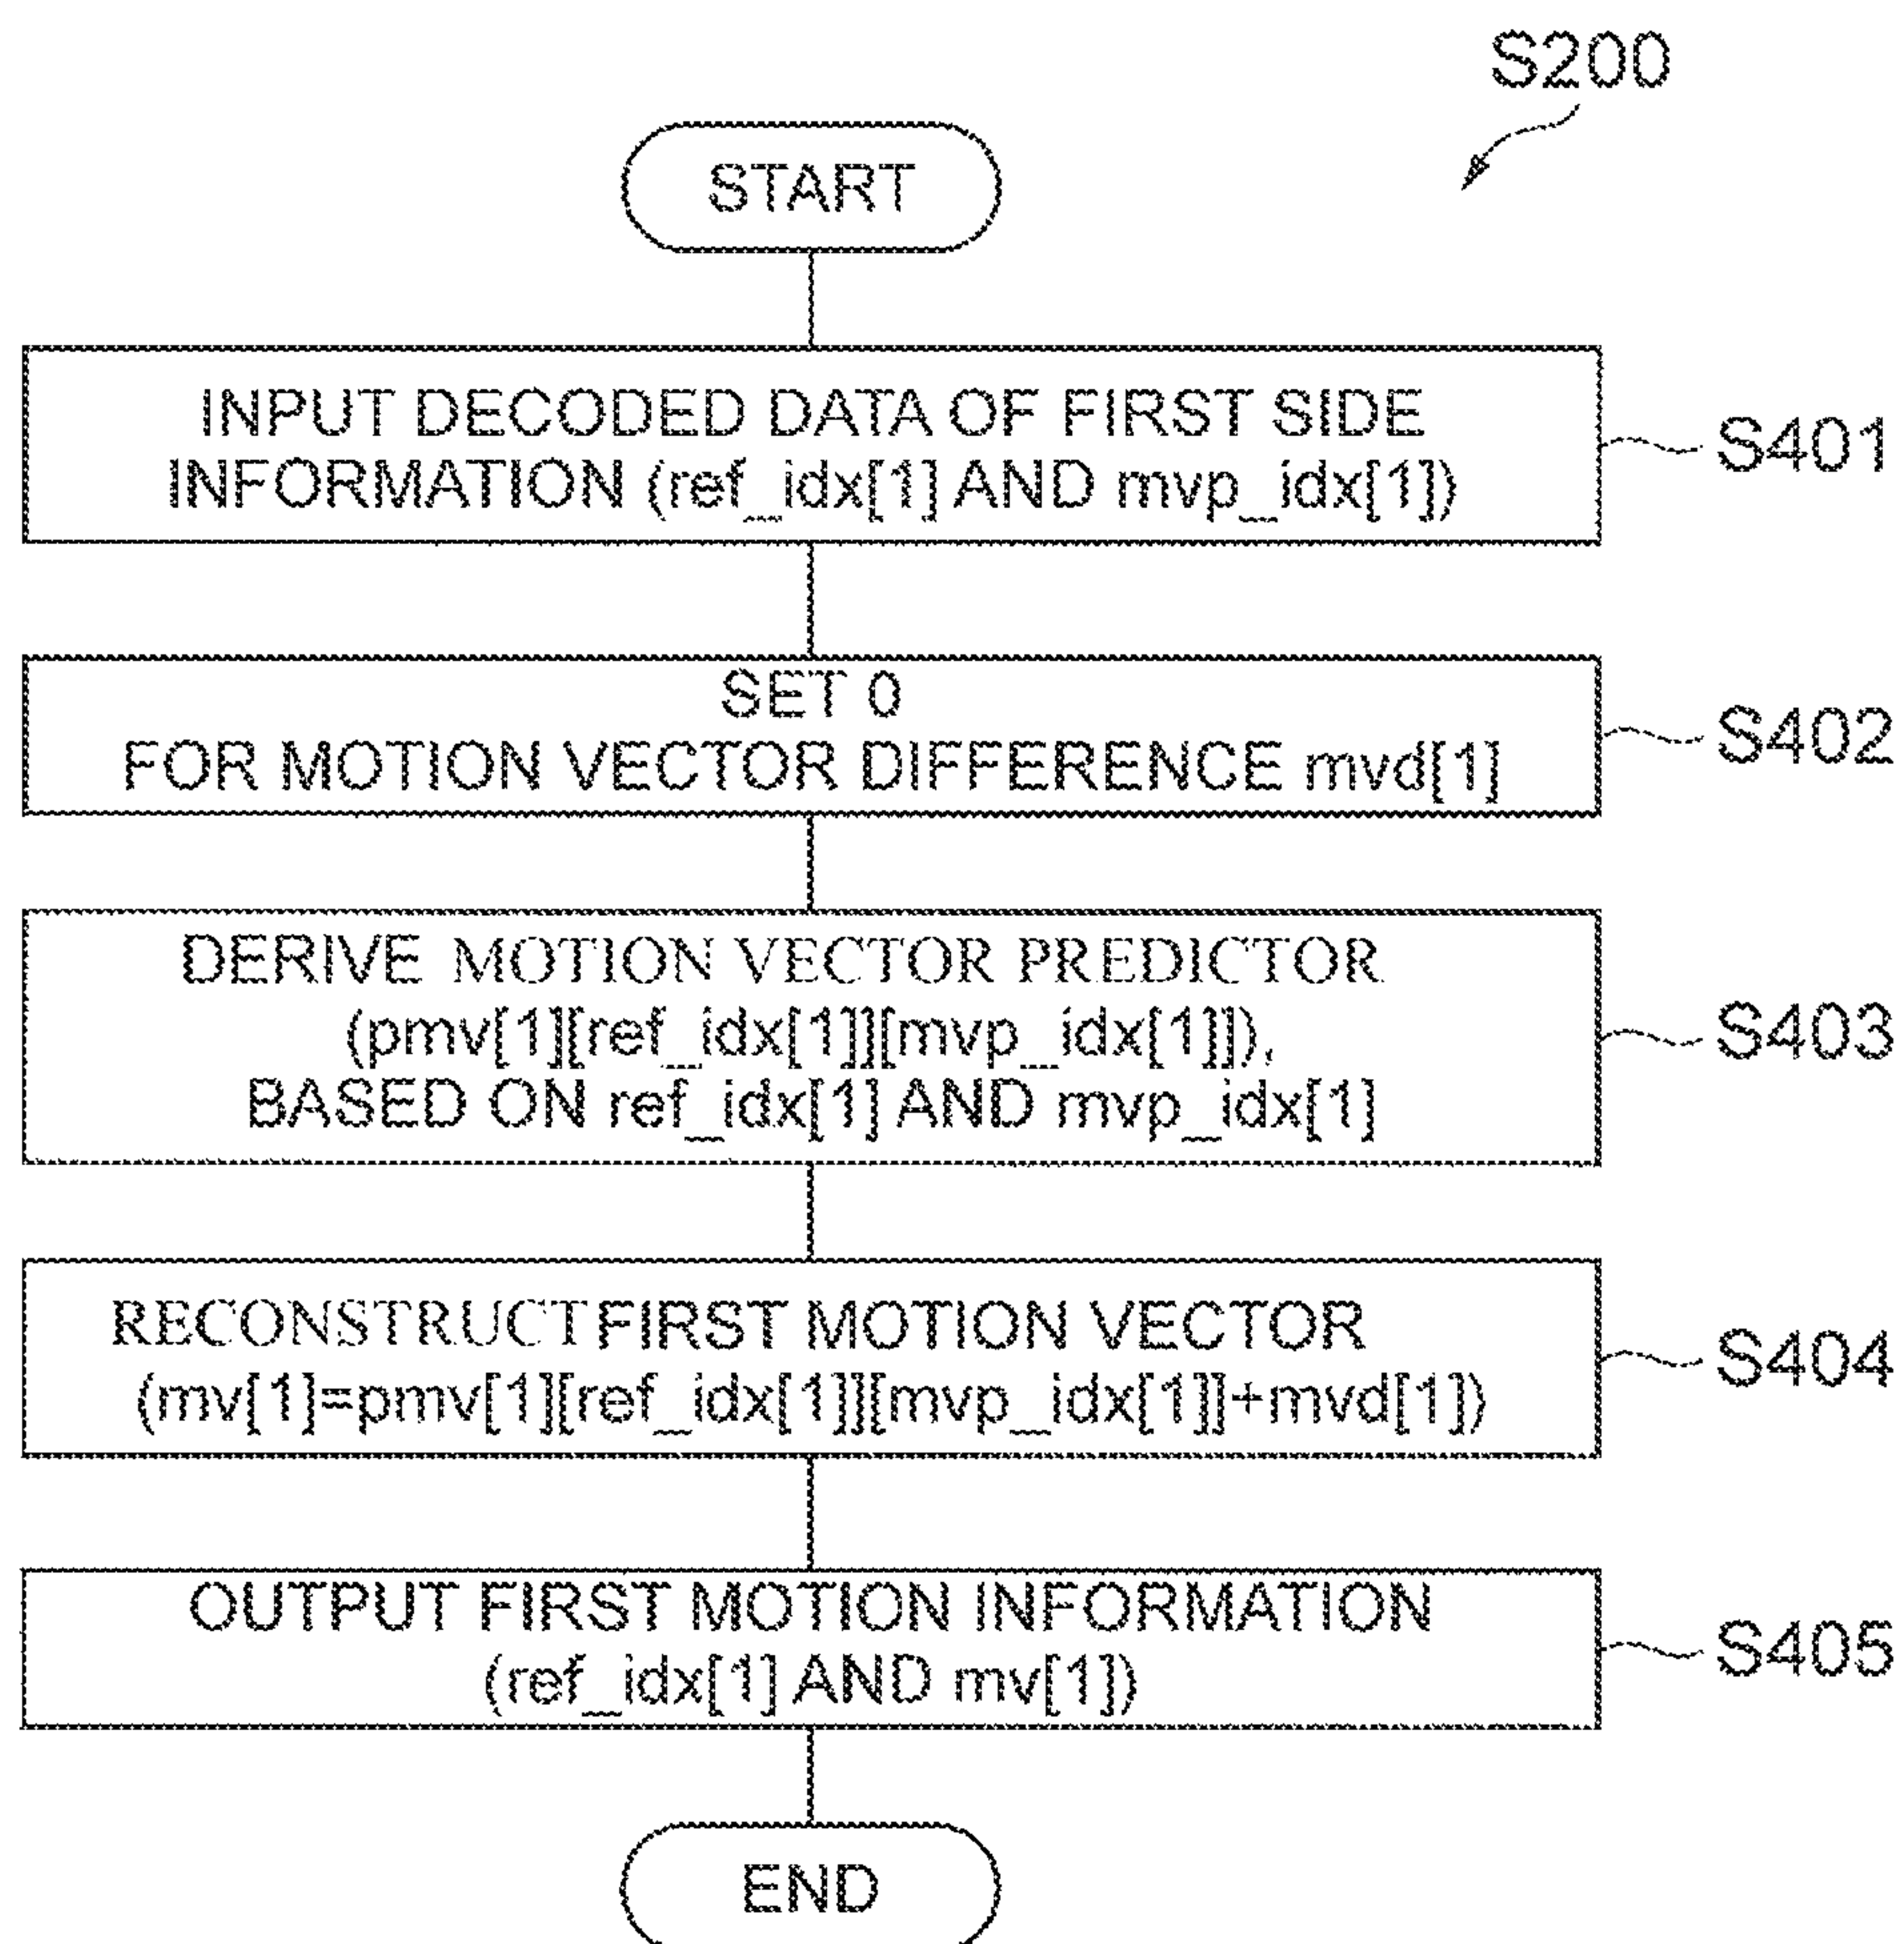 S200
START
INPUT DECODED DATA OF FIRST SIDE
INFORMATION (ref_idx[1] AND mvp_idx[1])
S401
SET 0
FOR MOTION VECTOR DIFFERENCE mvd[1]
S402
DERIVE MOTION VECTOR PREDICTOR
(pmv[1][ref_idx[1]][mvp_idx[1]]),
BASED ON ref_idx[1] AND mvp_idx[1]
S403
RECONSTRUCT FIRST MOTION VECTOR
(mv[1]=pmv[1][ref_idx[1]][mvp_idx[1]]+mvd[1])
S404
OUTPUT FIRST MOTION INFORMATION
(ref_idx[1] AND mv[1])
S405
END